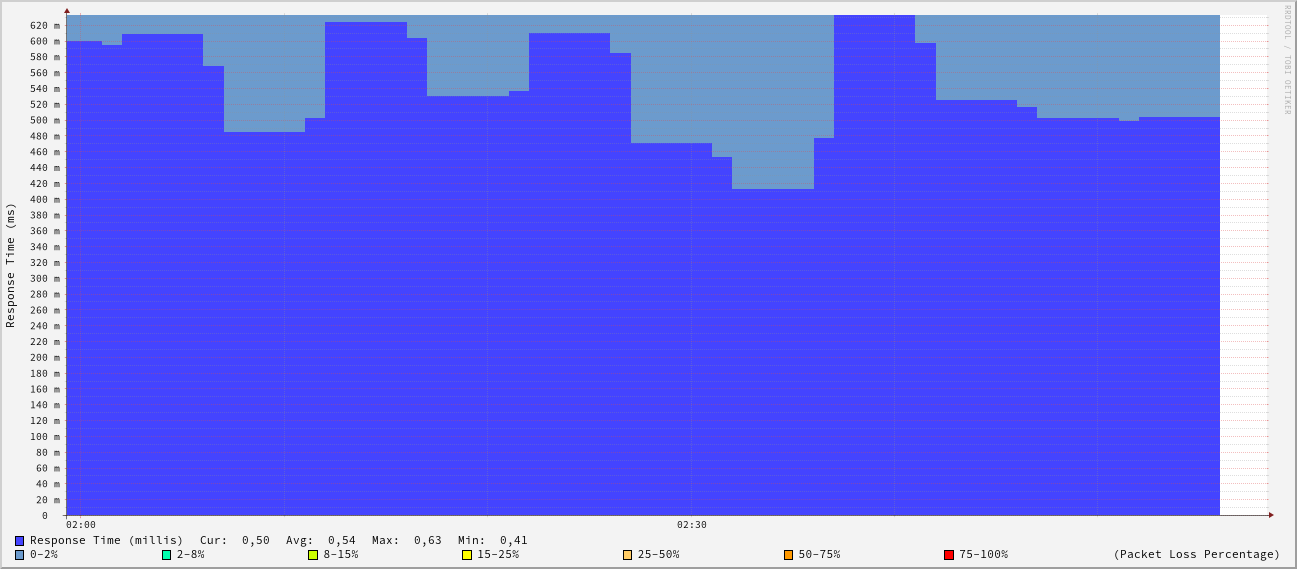 RRDTOOL / TOBI OETIKER
Response Time (ms)
620 m
600 m
580 m
560 m
540 m
520 m
500 m
480 m
460 m
440 m
420 m
400 m
380 m
360 m
340 m
320 m
300 m
280 m
260 m
240 m
220 m
200 m
180 m
160 m
140 m
120 m
100 m
80 m
60 m
40 m
20 m
0
02:00 02:30
Response Time (millis) Cur: 0,50 Avg: 0,54 Max: 0,63 Min: 0,41
0-2% 2-8% 8-15% 15-25% 25-50% 50-75% 75-100% (Packet Loss Percentage)